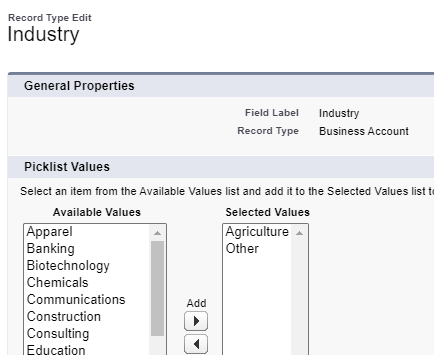 Record Type Edit
Industry
General Properties
Field Label Industry
Record Type Business Account
Picklist Values
Select an item from the Available Values list and add it to the Selected Values list
Available Values Selected Values
Apparel Agriculture
Banking Other
Biotechnology
Chemicals
Communications
Construction Add
Consulting
Education